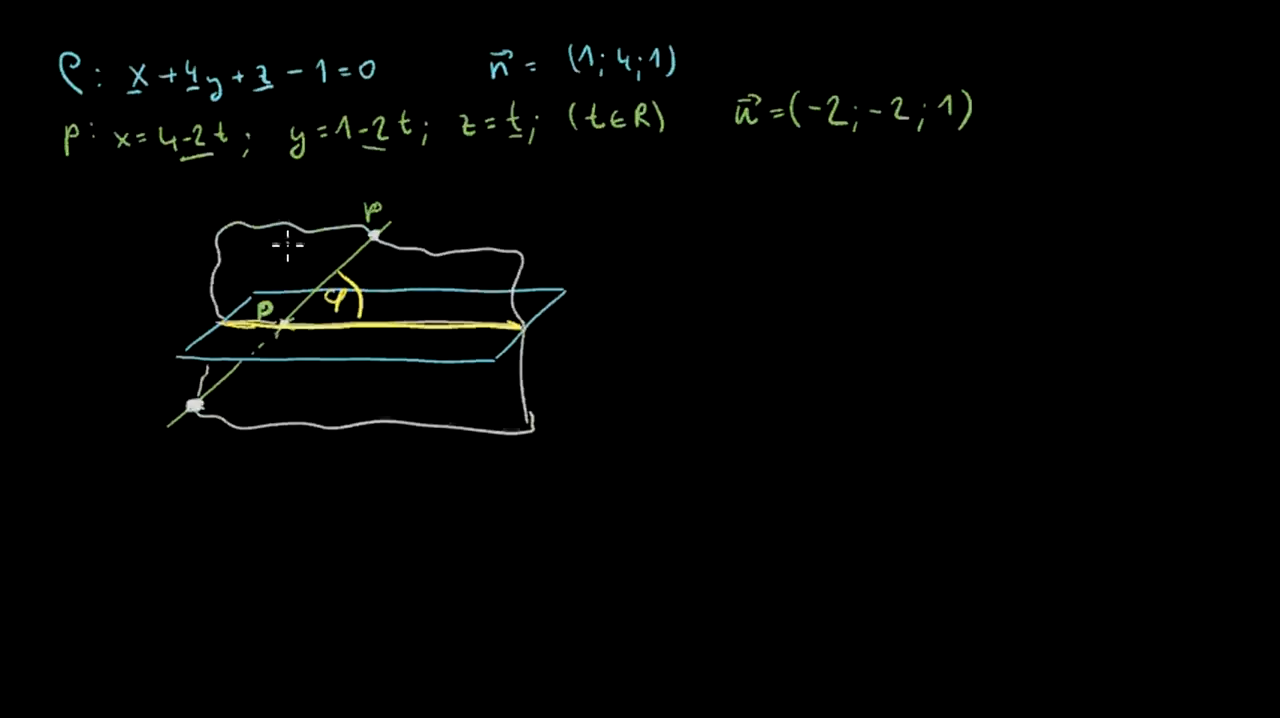 ρ: x + 4y + z - 1 = 0 n⃗ = (1; 4; 1)
p: x = 4-2t; y = 1-2t; z = t; (t∈R) u⃗ = (-2; -2; 1)
p
φ
P